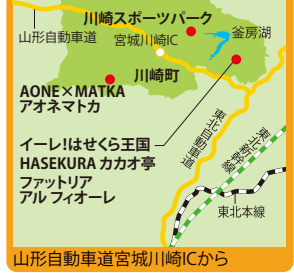 川崎スポーツパーク
山形自動車道
宮城川崎IC
釜房湖
川崎町
AONE×MATKA
アオネマトカ
イーレ!はせくら王国
HASEKURA カカオ亭
ファットリア
アル フィオーレ
東北自動車道
東北新幹線
東北本線
山形自動車道宮城川崎ICから